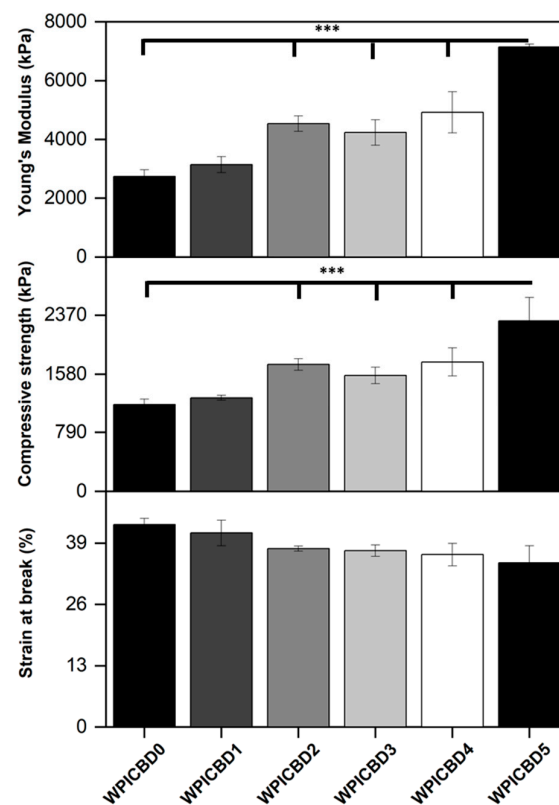 8000
6000
4000
2000
0
Young's Modulus (kPa)
***
2370
1580
790
0
Compressive strength (kPa)
***
39
26
13
0
Strain at break (%)
WPICBD0
WPICBD1
WPICBD2
WPICBD3
WPICBD4
WPICBD5